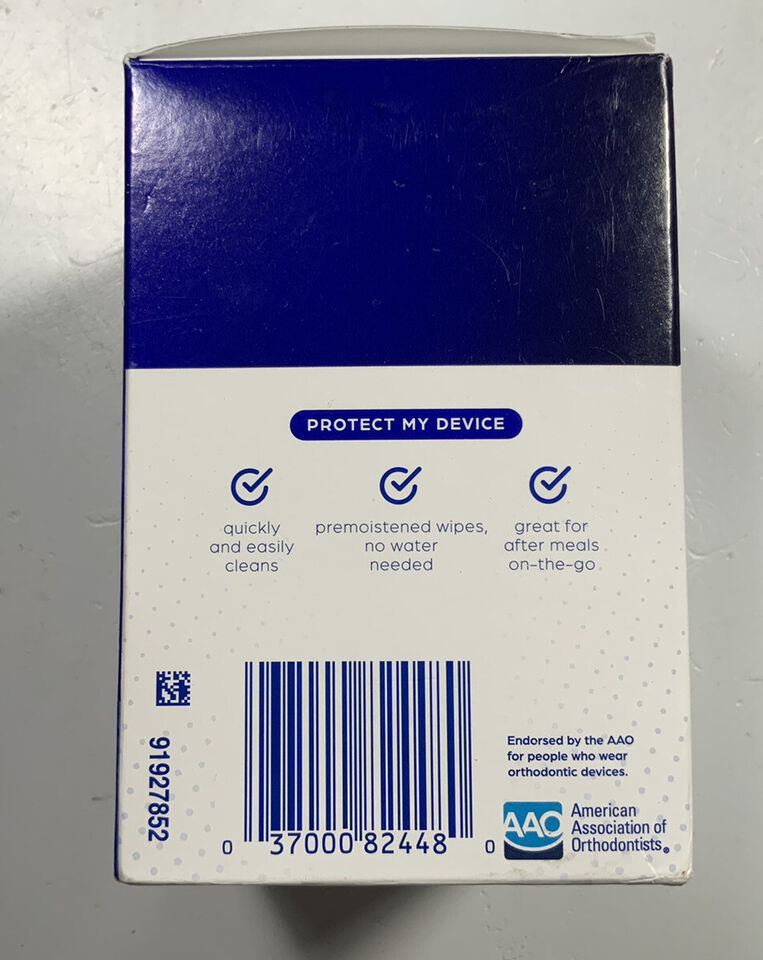 PROTECT MY DEVICE
quickly
and easily
cleans
premoistened wipes,
no water
needed
great for
after meals
on-the-go
91927852
0 37000 82448 0
Endorsed by the AAO
for people who wear
orthodontic devices.
AAO
American
Association of
Orthodontists®